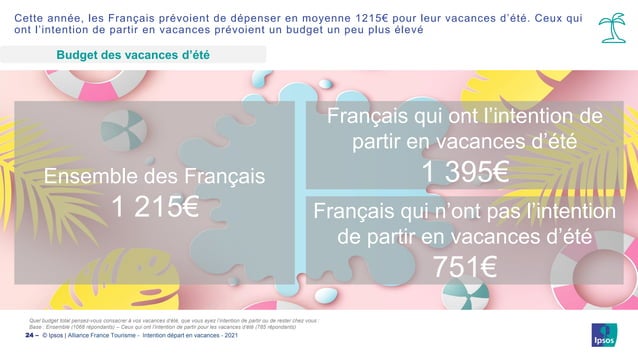 Cette année, les Français prévoient de dépenser en moyenne 1215€ pour leur vacances d'été. Ceux qui
ont l'intention de partir en vacances prévoient un budget un peu plus élevé
Budget des vacances d'été
Ensemble des Français
1 215€
Français qui ont l'intention de
partir en vacances d'été
1 395€
Français qui n'ont pas l'intention
de partir en vacances d'été
751€
Quel budget total pensez-vous consacrer à vos vacances d'été, que vous ayez l'intention de partir ou de rester chez vous :
Base : Ensemble (1068 répondants) – Ceux qui ont l'intention de partir pour les vacances d'été (765 répondants)
24 – © Ipsos | Alliance France Tourisme - Intention départ en vacances - 2021
Ipsos